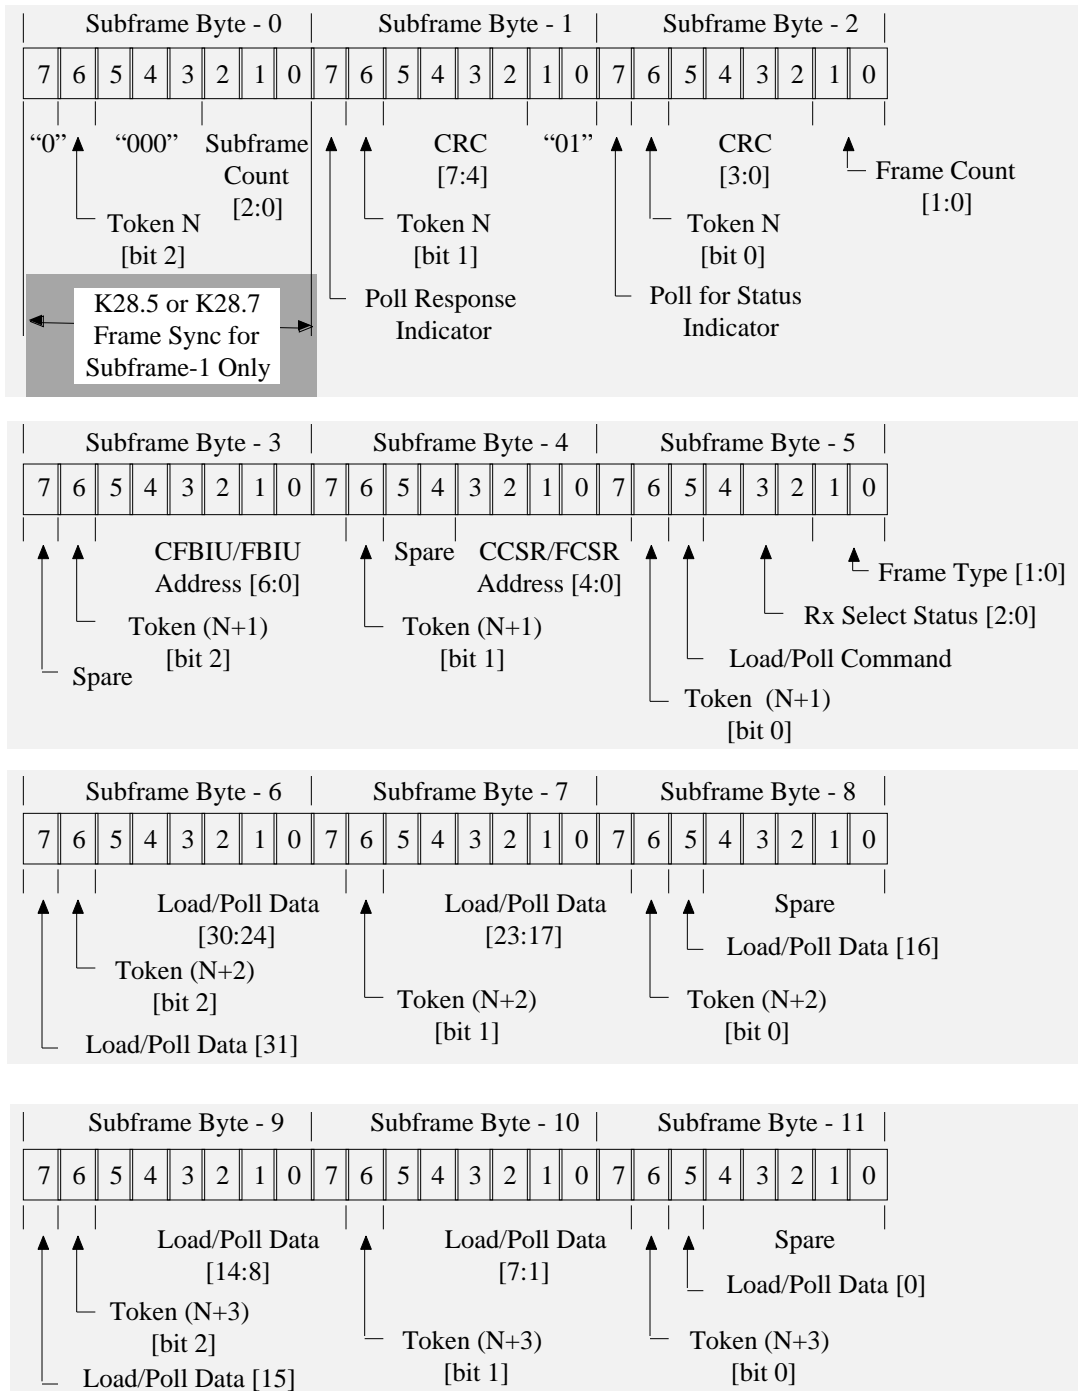 Subframe Byte - 0 Subframe Byte - 1 Subframe Byte - 2
7 6 5 4 3 2 1 0 7 6 5 4 3 2 1 0 7 6 5 4 3 2 1 0
“0” “000” Subframe Count [2:0] CRC [7:4] “01” CRC [3:0]
Frame Count [1:0]
Token N [bit 2]
Token N [bit 1]
Token N [bit 0]
K28.5 or K28.7
Frame Sync for
Subframe-1 Only
Poll Response Indicator
Poll for Status Indicator
Subframe Byte - 3 Subframe Byte - 4 Subframe Byte - 5
7 6 5 4 3 2 1 0 7 6 5 4 3 2 1 0 7 6 5 4 3 2 1 0
CFBIU/FBIU Address [6:0]
Spare
CCSR/FCSR Address [4:0]
Frame Type [1:0]
Rx Select Status [2:0]
Token (N+1) [bit 2]
Token (N+1) [bit 1]
Load/Poll Command
Spare
Token (N+1) [bit 0]
Subframe Byte - 6 Subframe Byte - 7 Subframe Byte - 8
7 6 5 4 3 2 1 0 7 6 5 4 3 2 1 0 7 6 5 4 3 2 1 0
Load/Poll Data [30:24]
Load/Poll Data [23:17]
Spare
Load/Poll Data [16]
Token (N+2) [bit 2]
Token (N+2) [bit 1]
Token (N+2) [bit 0]
Load/Poll Data [31]
Subframe Byte - 9 Subframe Byte - 10 Subframe Byte - 11
7 6 5 4 3 2 1 0 7 6 5 4 3 2 1 0 7 6 5 4 3 2 1 0
Load/Poll Data [14:8]
Load/Poll Data [7:1]
Spare
Load/Poll Data [0]
Token (N+3) [bit 2]
Token (N+3) [bit 1]
Token (N+3) [bit 0]
Load/Poll Data [15]